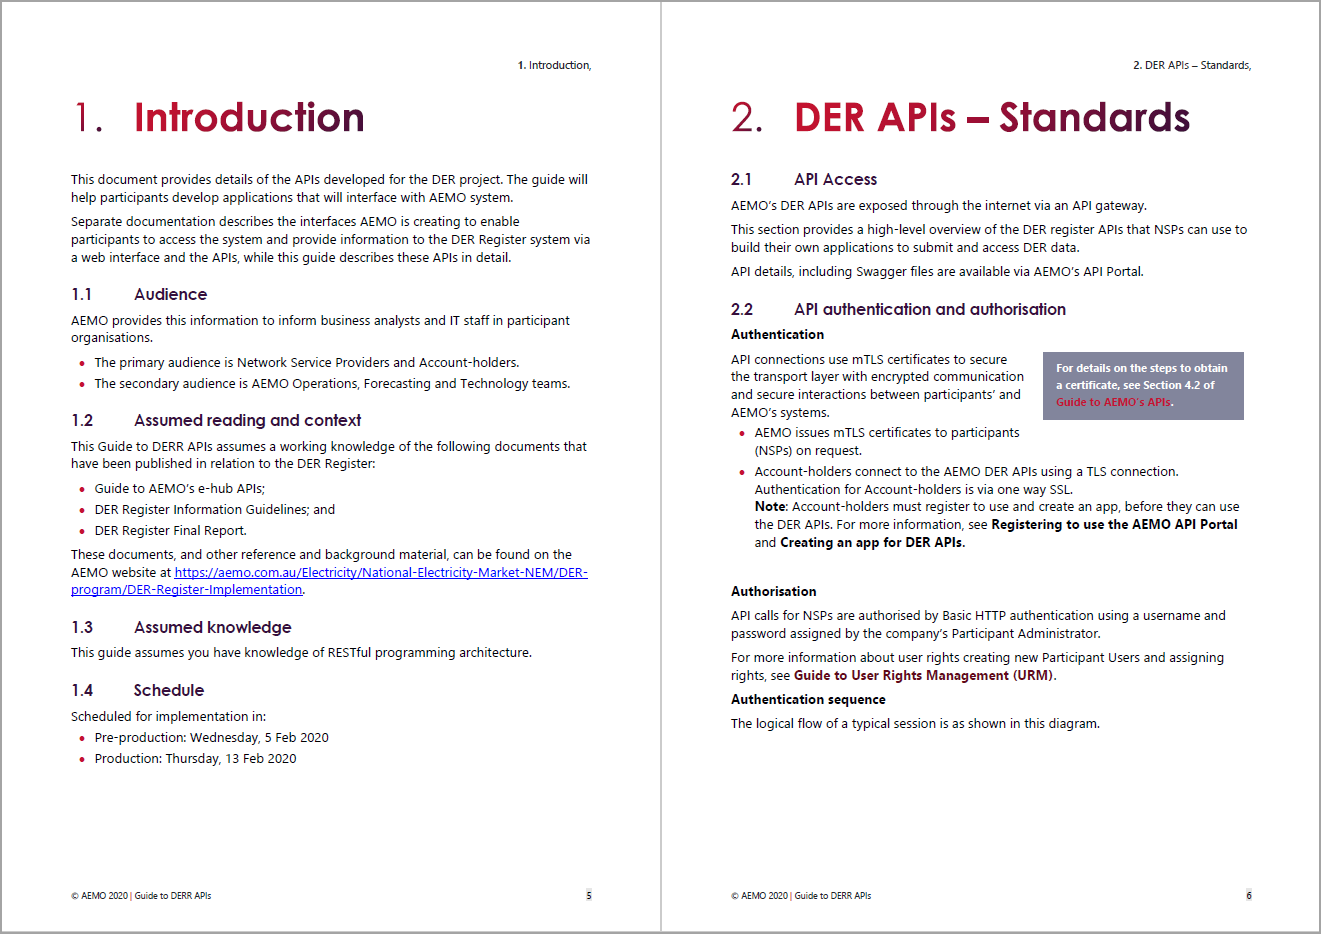 1. Introduction,
1. Introduction
This document provides details of the APIs developed for the DER project. The guide will
help participants develop applications that will interface with AEMO system.
Separate documentation describes the interfaces AEMO is creating to enable
participants to access the system and provide information to the DER Register system via
a web interface and the APIs, while this guide describes these APIs in detail.
1.1 Audience
AEMO provides this information to inform business analysts and IT staff in participant
organisations.
• The primary audience is Network Service Providers and Account-holders.
• The secondary audience is AEMO Operations, Forecasting and Technology teams.
1.2 Assumed reading and context
This Guide to DERR APIs assumes a working knowledge of the following documents that
have been published in relation to the DER Register:
• Guide to AEMO's e-hub APIs;
• DER Register Information Guidelines; and
• DER Register Final Report.
These documents, and other reference and background material, can be found on the
AEMO website at https://aemo.com.au/Electricity/National-Electricity-Market-NEM/DER-
program/DER-Register-Implementation.
1.3 Assumed knowledge
This guide assumes you have knowledge of RESTful programming architecture.
1.4 Schedule
Scheduled for implementation in:
• Pre-production: Wednesday, 5 Feb 2020
• Production: Thursday, 13 Feb 2020
© AEMO 2020 | Guide to DERR APIs 5
2. DER APIs – Standards,
2. DER APIs – Standards
2.1 API Access
AEMO's DER APIs are exposed through the internet via an API gateway.
This section provides a high-level overview of the DER register APIs that NSPs can use to
build their own applications to submit and access DER data.
API details, including Swagger files are available via AEMO's API Portal.
2.2 API authentication and authorisation
Authentication
API connections use mTLS certificates to secure
the transport layer with encrypted communication
and secure interactions between participants' and
AEMO's systems.
For details on the steps to obtain
a certificate, see Section 4.2 of
Guide to AEMO's APIs.
• AEMO issues mTLS certificates to participants
(NSPs) on request.
• Account-holders connect to the AEMO DER APIs using a TLS connection.
Authentication for Account-holders is via one way SSL.
Note: Account-holders must register to use and create an app, before they can use
the DER APIs. For more information, see Registering to use the AEMO API Portal
and Creating an app for DER APIs.
Authorisation
API calls for NSPs are authorised by Basic HTTP authentication using a username and
password assigned by the company's Participant Administrator.
For more information about user rights creating new Participant Users and assigning
rights, see Guide to User Rights Management (URM).
Authentication sequence
The logical flow of a typical session is as shown in this diagram.
© AEMO 2020 | Guide to DERR APIs 6